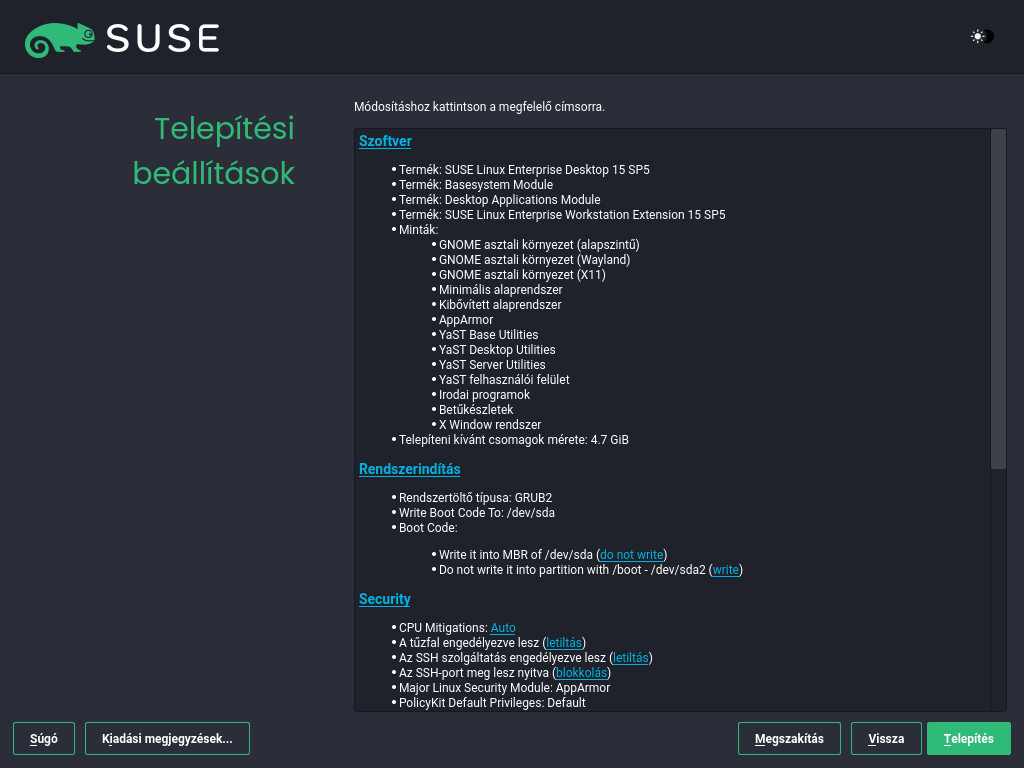 SUSE
Telepítési
beállítások
Módosításhoz kattintson a megfelelő címsorra.
Szoftver
• Termék: SUSE Linux Enterprise Desktop 15 SP5
• Termék: Basesystem Module
• Termék: Desktop Applications Module
• Termék: SUSE Linux Enterprise Workstation Extension 15 SP5
• Minták:
• GNOME asztali környezet (alapszintű)
• GNOME asztali környezet (Wayland)
• GNOME asztali környezet (X11)
• Minimális alaprendszer
• Kibővített alaprendszer
• AppArmor
• YaST Base Utilities
• YaST Desktop Utilities
• YaST Server Utilities
• YaST felhasználói felület
• Irodai programok
• Betűkészletek
• X Window rendszer
• Telepíteni kívánt csomagok mérete: 4.7 GiB
Rendszerindítás
• Rendszertöltő típusa: GRUB2
• Write Boot Code To: /dev/sda
• Boot Code:
• Write it into MBR of /dev/sda (do not write)
• Do not write it into partition with /boot - /dev/sda2 (write)
Security
• CPU Mitigations: Auto
• A tűzfal engedélyezve lesz (letiltás)
• Az SSH szolgáltatás engedélyezve lesz (letiltás)
• Az SSH-port meg lesz nyitva (blokkolás)
• Major Linux Security Module: AppArmor
• PolicyKit Default Privileges: Default
Súgó
Kiadási megjegyzések...
Megszakítás
Vissza
Telepítés